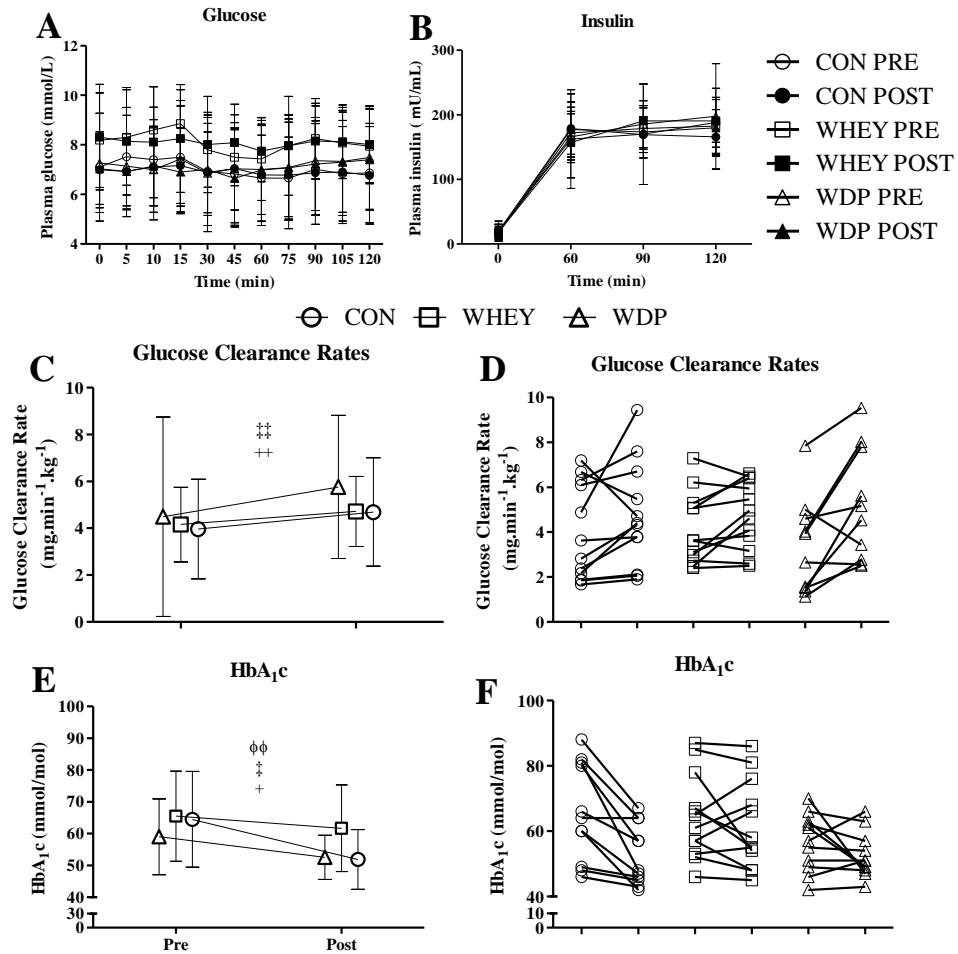 A
Glucose
Plasma glucose (mmol/L)
12
10
8
6
4
0 5 10 15 30 45 60 75 90 105 120
Time (min)
B
Insulin
Plasma insulin ( mU/mL)
300
200
100
0
0 60 90 120
Time (min)
CON PRE
CON POST
WHEY PRE
WHEY POST
WDP PRE
WDP POST
CON WHEY WDP
C
Glucose Clearance Rates
Glucose Clearance Rate
(mg.min⁻¹.kg⁻¹)
10
8
6
4
2
0
‡‡
++
D
Glucose Clearance Rates
Glucose Clearance Rate
(mg.min⁻¹.kg⁻¹)
10
8
6
4
2
0
E
HbA₁c
HbA₁c (mmol/mol)
100
90
80
70
60
50
40
30
0
ϕϕ
‡
+
Pre Post
F
HbA₁c
HbA₁c (mmol/mol)
100
80
60
40
10
0